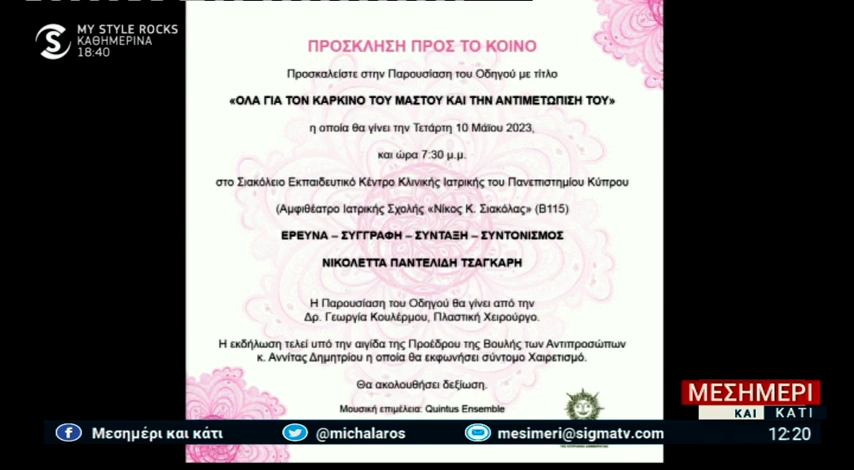 MY STYLE ROCKS
ΚΑΘΗΜΕΡΙΝΑ
18:40
ΠΡΟΣΚΛΗΣΗ ΠΡΟΣ ΤΟ ΚΟΙΝΟ
Προσκαλείστε στην Παρουσίαση του Οδηγού με τίτλο
«ΟΛΑ ΓΙΑ ΤΟΝ ΚΑΡΚΙΝΟ ΤΟΥ ΜΑΣΤΟΥ ΚΑΙ ΤΗΝ ΑΝΤΙΜΕΤΩΠΙΣΗ ΤΟΥ»
η οποία θα γίνει την Τετάρτη 10 Μάϊου 2023,
και ώρα 7:30 μ.μ.
στο Σιακόλειο Εκπαιδευτικό Κέντρο Κλινικής Ιατρικής του Πανεπιστημίου Κύπρου
(Αμφιθέατρο Ιατρικής Σχολής «Νίκος Κ. Σιακόλας» (Β115)
ΕΡΕΥΝΑ – ΣΥΓΓΡΑΦΗ – ΣΥΝΤΑΞΗ – ΣΥΝΤΟΝΙΣΜΟΣ
ΝΙΚΟΛΕΤΤΑ ΠΑΝΤΕΛΙΔΗ ΤΣΑΓΚΑΡΗ
Η Παρουσίαση του Οδηγού θα γίνει από την
Δρ. Γεωργία Κουλέρμου, Πλαστική Χειρούργο.
Η εκδήλωση τελεί υπό την αιγίδα της Προέδρου της Βουλής των Αντιπροσώπων
κ. Αννίτας Δημητρίου η οποία θα εκφωνήσει σύντομο Χαιρετισμό.
Θα ακολουθήσει δεξίωση.
Μουσική επιμέλεια: Quintus Ensemble
ΜΕΣΗΜΕΡΙ
ΚΑΙ ΚΑΤΙ
Μεσημέρι και κάτι @michalaros mesimeri@sigmatv.com 12:20